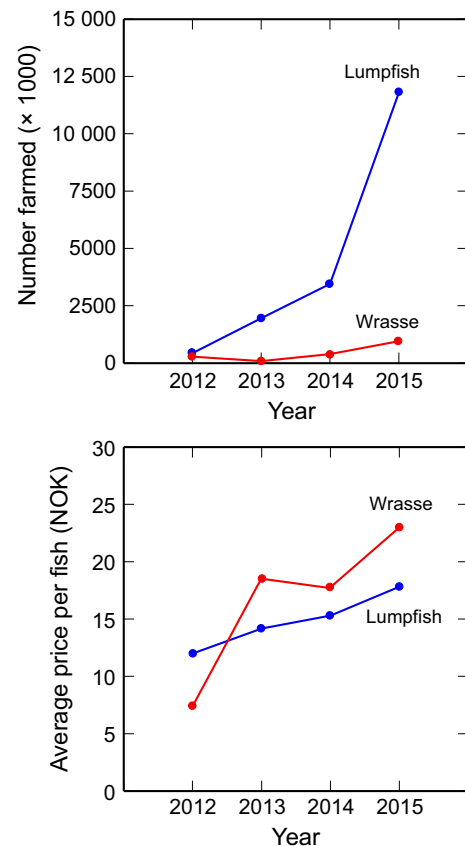 15 000
Lumpfish
12 500
10 000
7500
5000
2500
Wrasse
0
2012 2013 2014 2015
Year
Number farmed (× 1000)
30
Wrasse
25
20
Lumpfish
15
10
5
0
2012 2013 2014 2015
Year
Average price per fish (NOK)